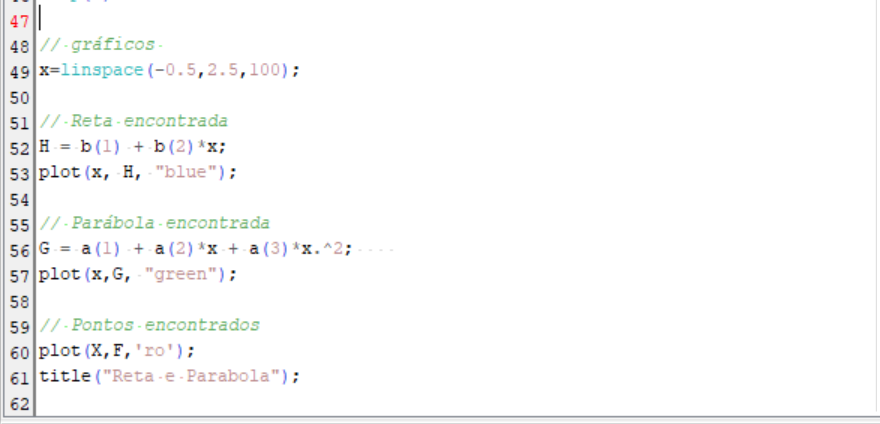 47
48 // gráficos
49 x=linspace(-0.5,2.5,100);
50
51 // Reta encontrada
52 H = b(1) + b(2)*x;
53 plot(x, H, "blue");
54
55 // Parábola encontrada
56 G = a(1) + a(2)*x + a(3)*x.^2;
57 plot(x,G, "green");
58
59 // Pontos encontrados
60 plot(X,F,'ro');
61 title("Reta e Parabola");
62